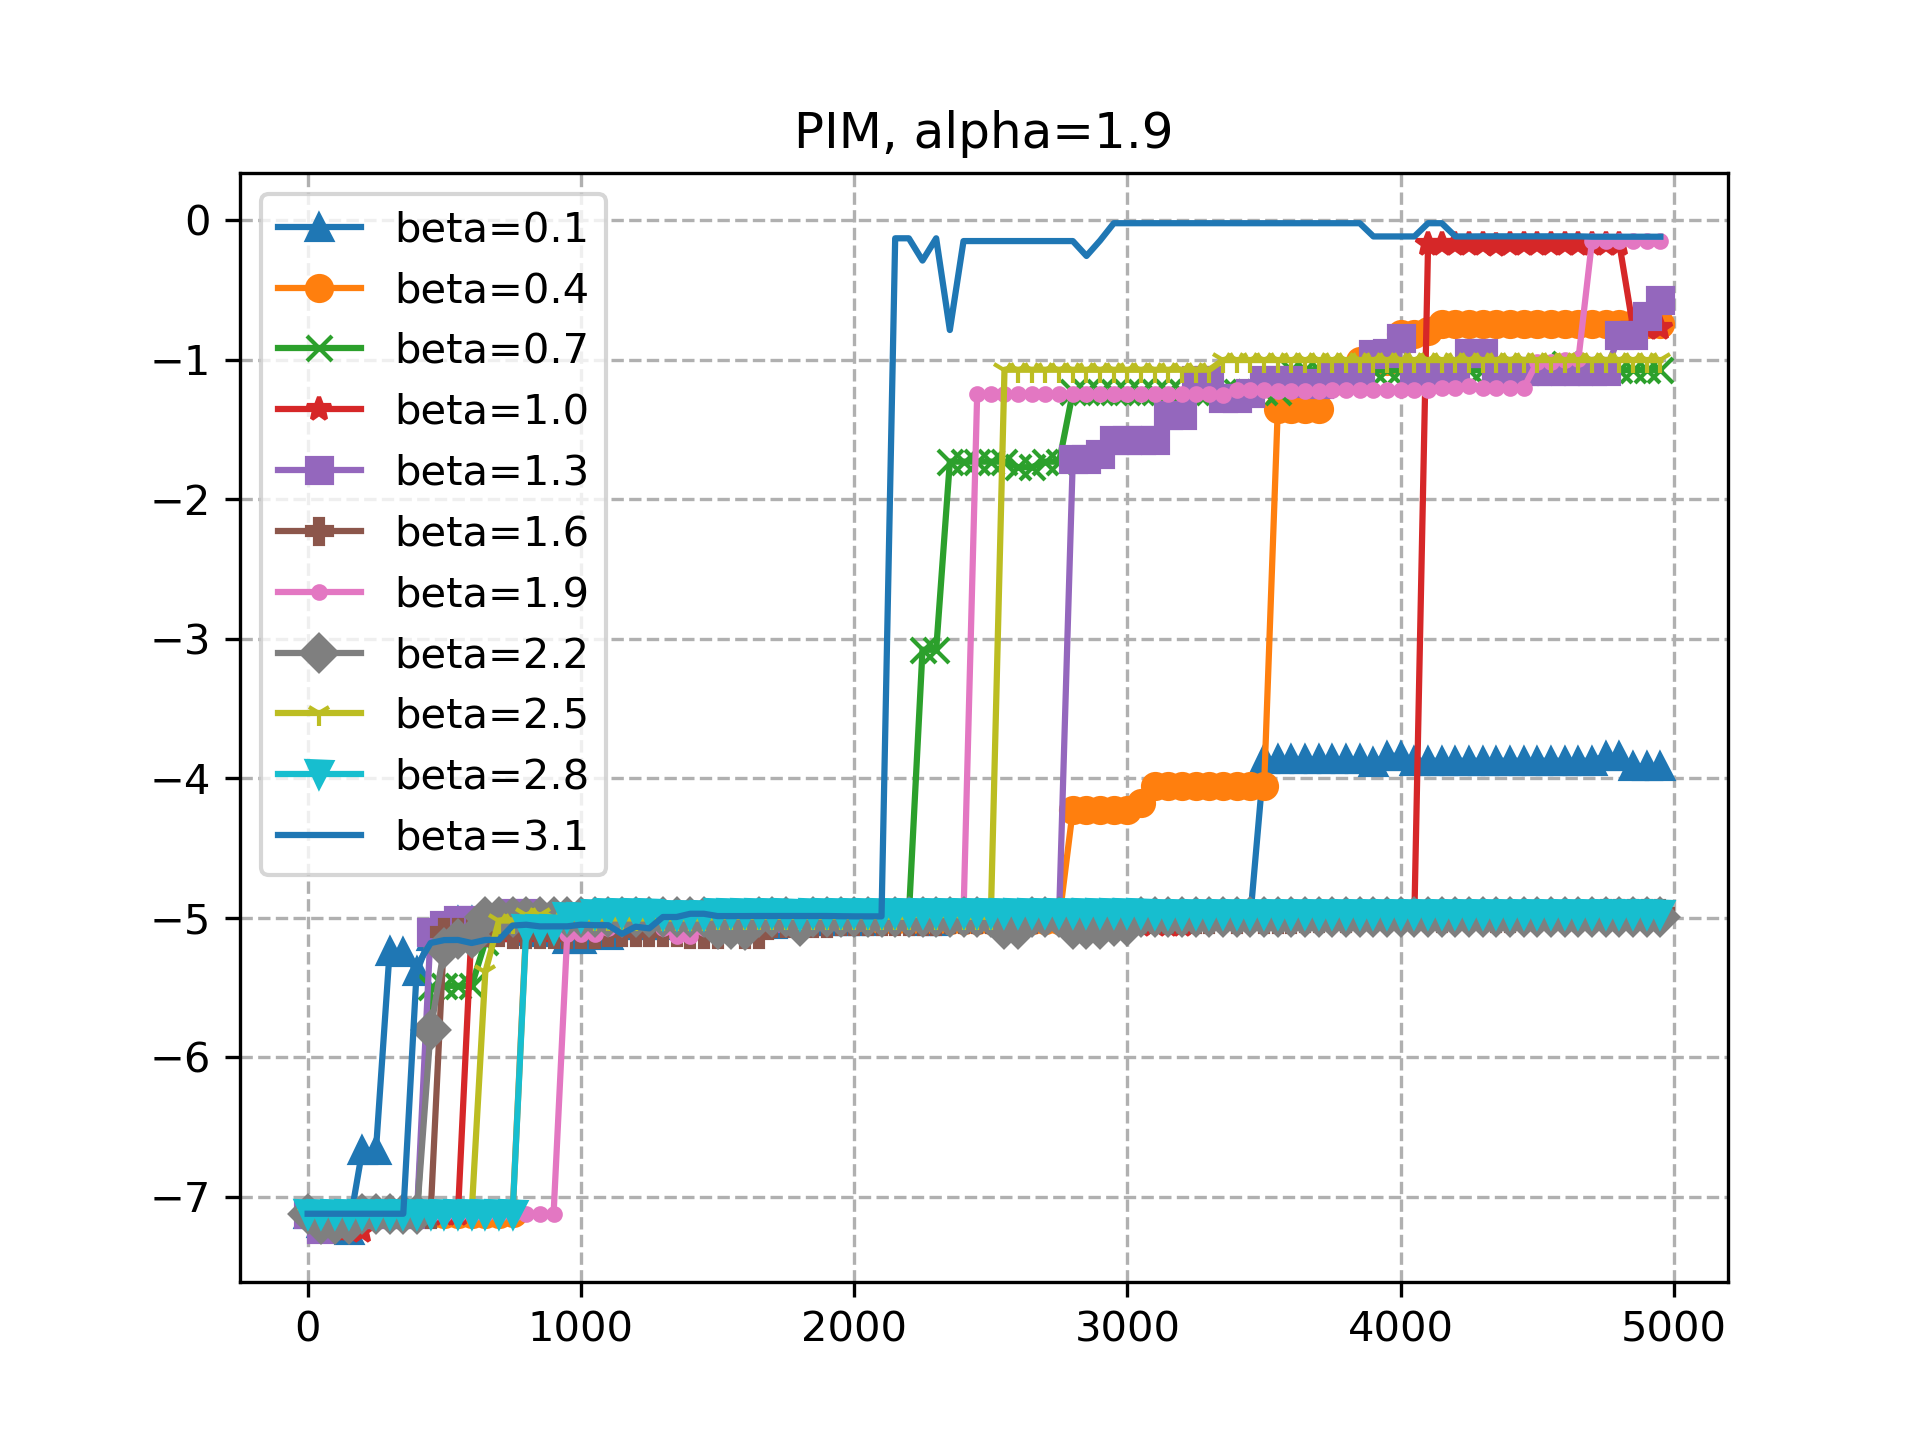 PIM, alpha=1.9
beta=0.1
beta=0.4
beta=0.7
beta=1.0
beta=1.3
beta=1.6
beta=1.9
beta=2.2
beta=2.5
beta=2.8
beta=3.1
0
−1
−2
−3
−4
−5
−6
−7
0 1000 2000 3000 4000 5000